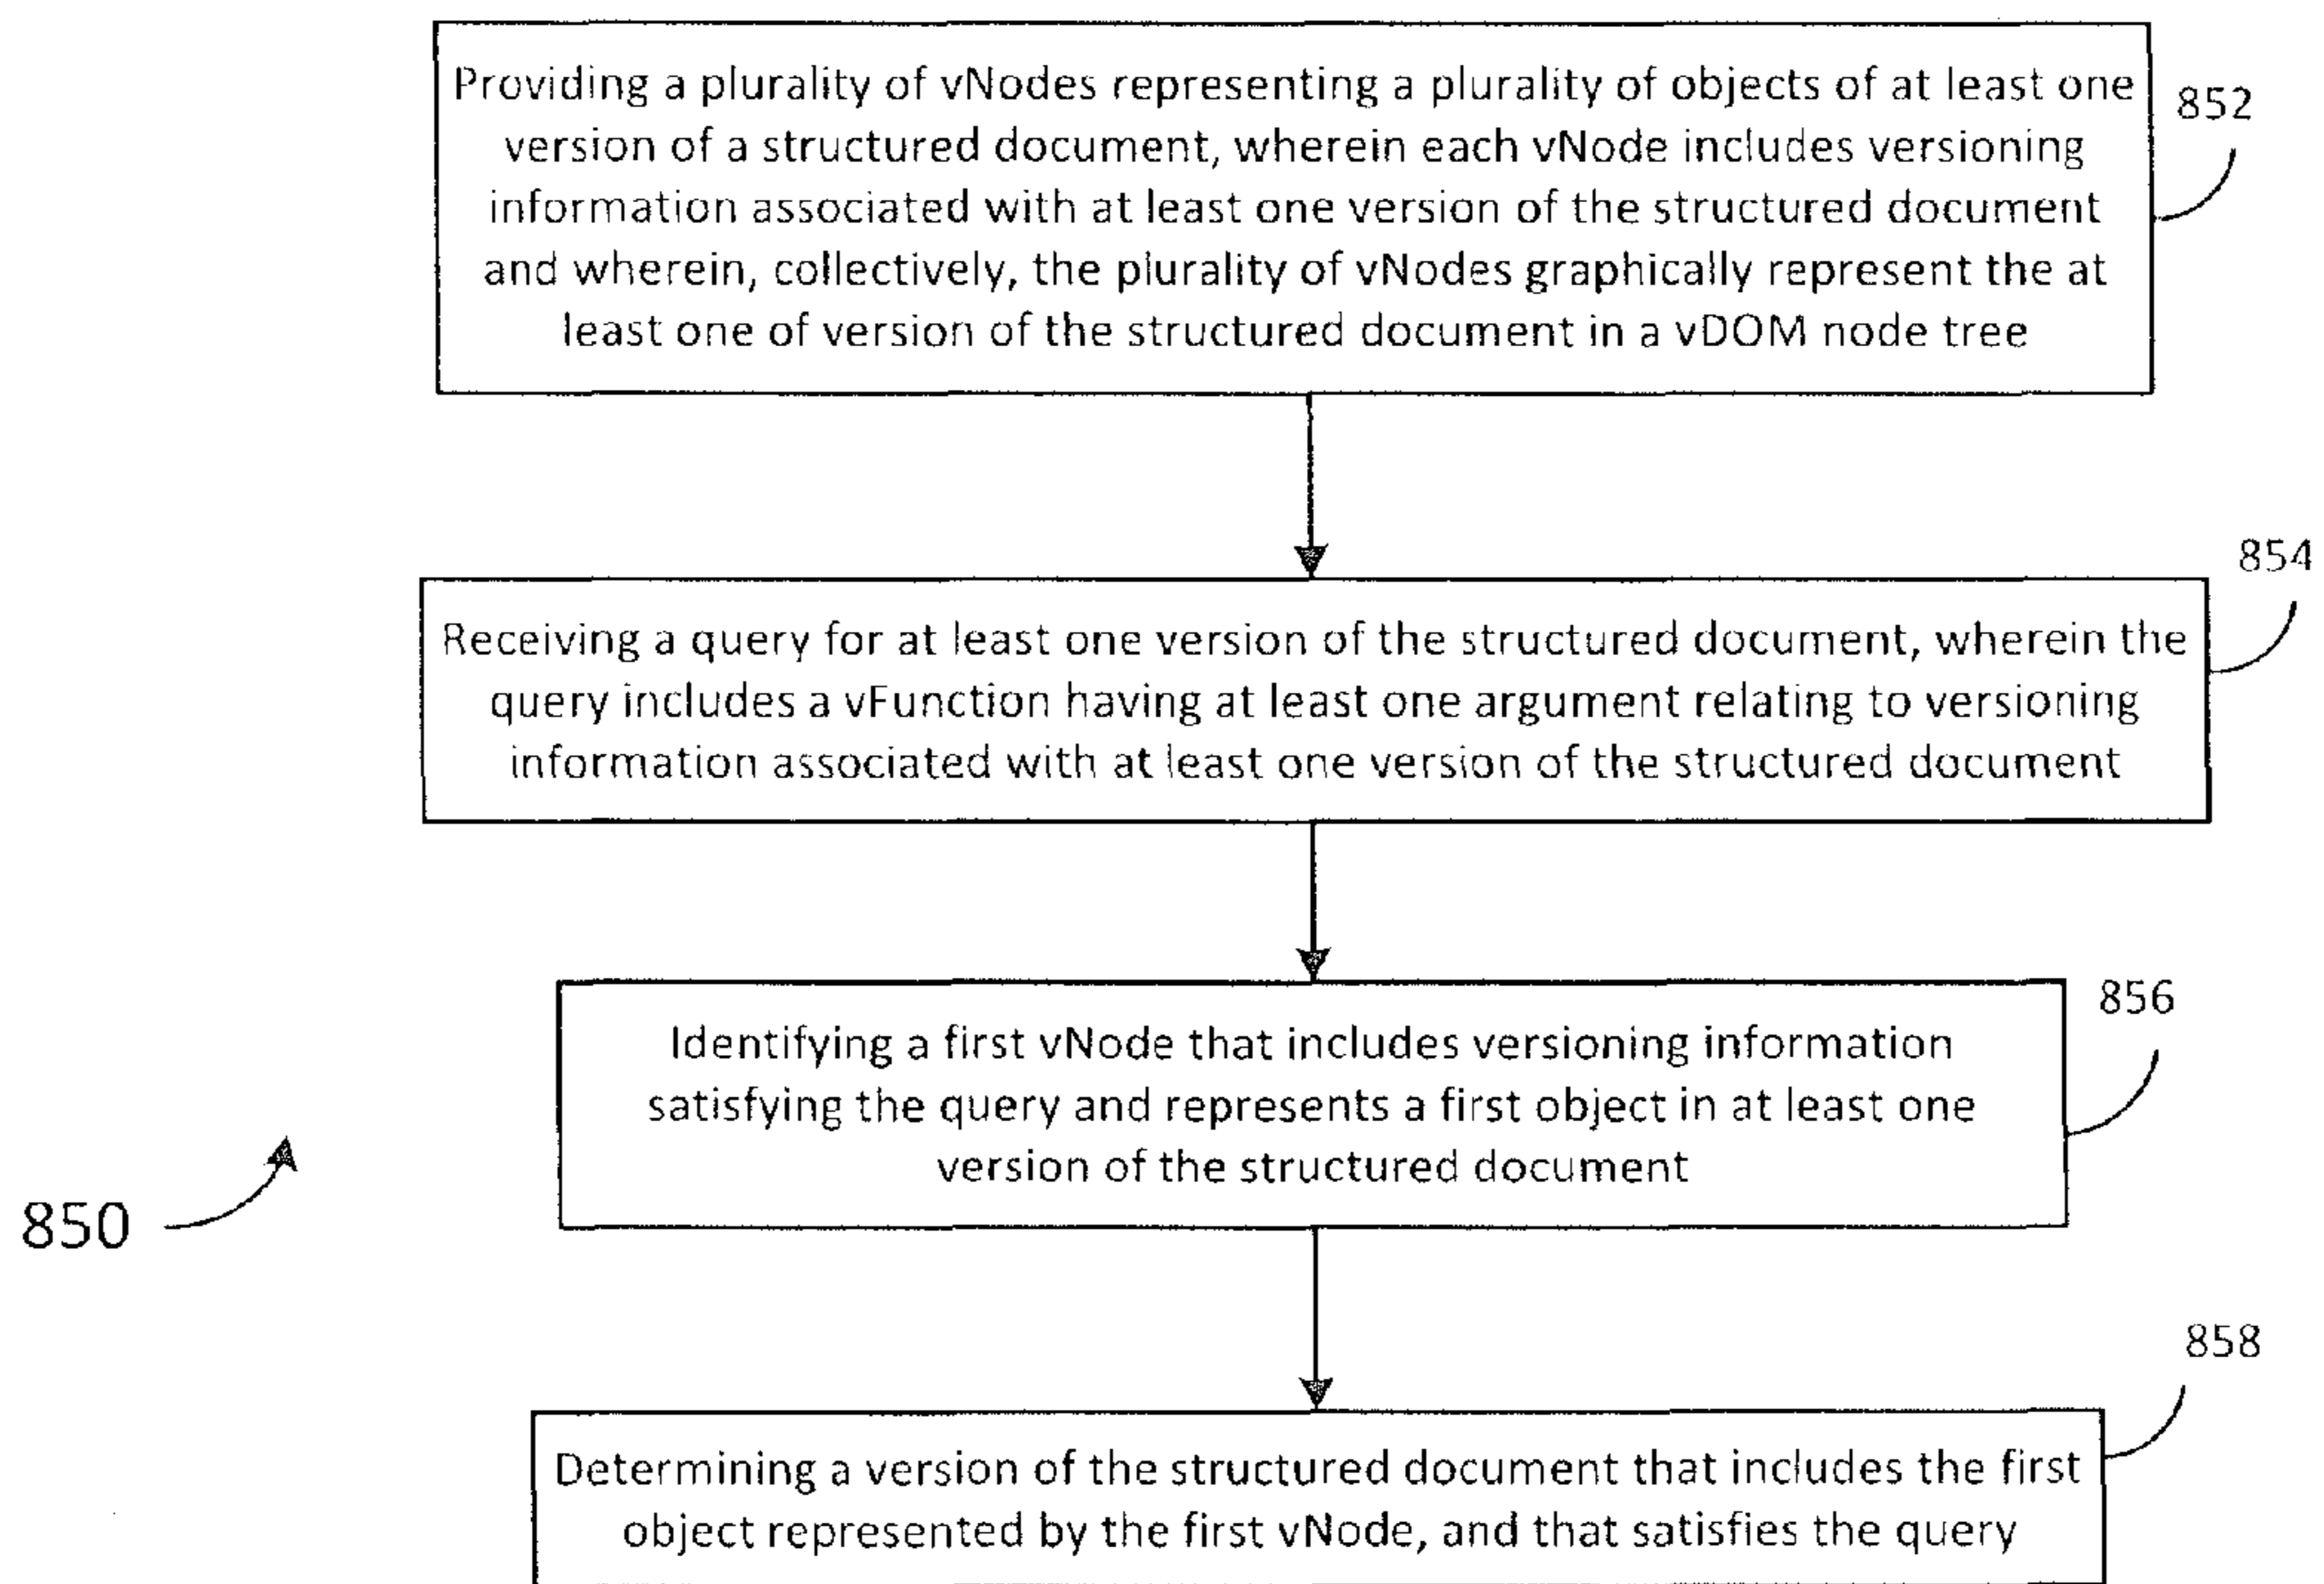 Providing a plurality of vNodes representing a plurality of objects of at least one
version of a structured document, wherein each vNode includes versioning
information associated with at least one version of the structured document
and wherein, collectively, the plurality of vNodes graphically represent the at
least one of version of the structured document in a vDOM node tree
852
Receiving a query for at least one version of the structured document, wherein the
query includes a vFunction having at least one argument relating to versioning
information associated with at least one version of the structured document
854
Identifying a first vNode that includes versioning information
satisfying the query and represents a first object in at least one
version of the structured document
856
850
Determining a version of the structured document that includes the first
object represented by the first vNode, and that satisfies the query
858